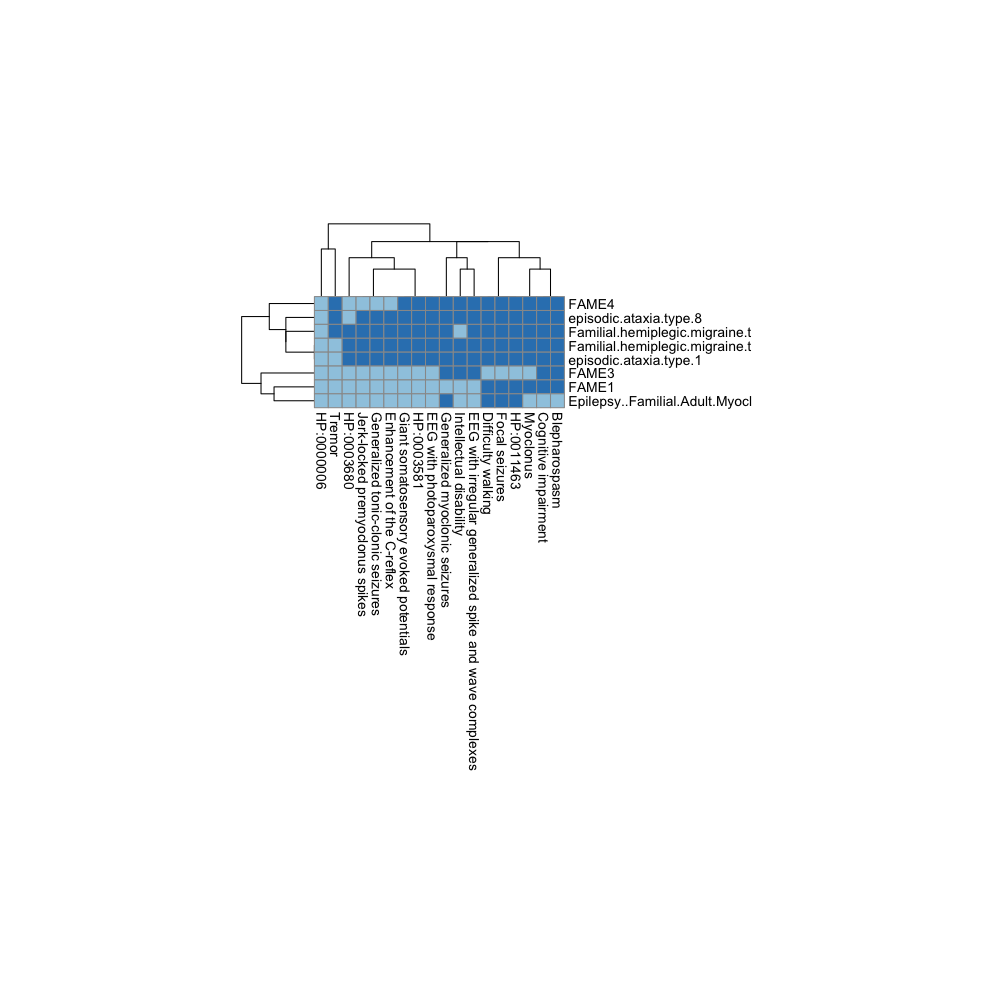 FAME4
episodic.ataxia.type.8
Familial.hemiplegic.migraine.t
Familial.hemiplegic.migraine.t
episodic.ataxia.type.1
FAME3
FAME1
Epilepsy..Familial.Adult.Myocl
HP:0000006
Tremor
HP:0003680
Jerk-locked premyoclonus spikes
Generalized tonic-clonic seizures
Enhancement of the C-reflex
Giant somatosensory evoked potentials
HP:0003581
EEG with photoparoxysmal response
Generalized myoclonic seizures
Intellectual disability
EEG with irregular generalized spike and wave complexes
Difficulty walking
Focal seizures
HP:0011463
Myoclonus
Cognitive impairment
Blepharospasm